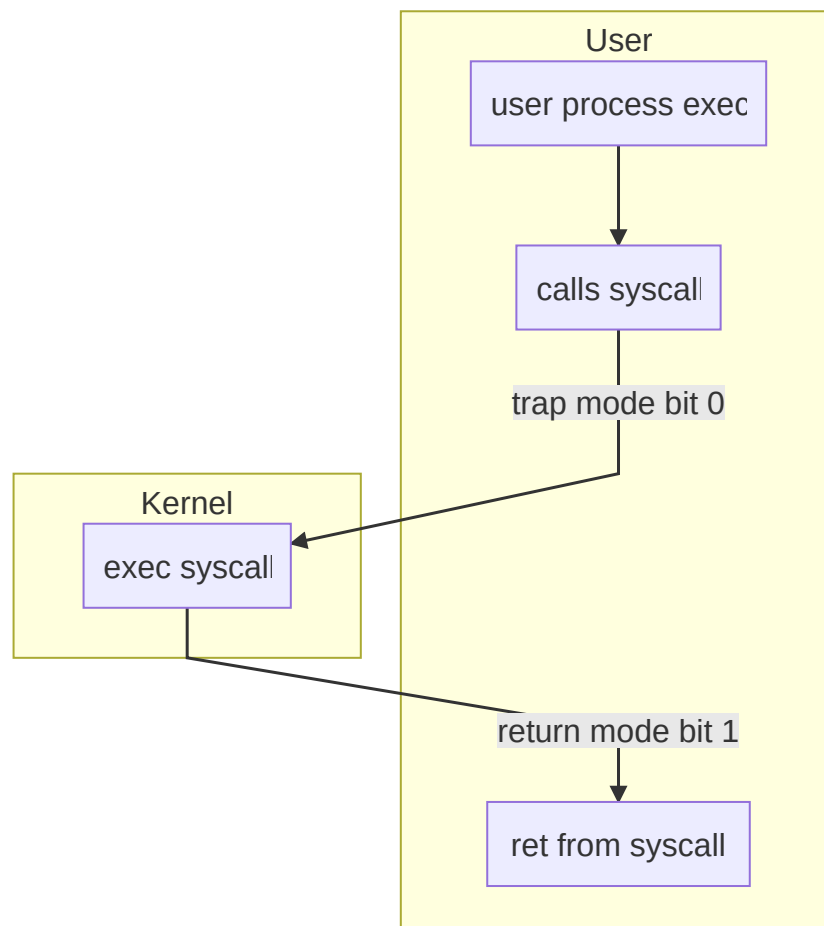 User
user process exec
calls syscall
trap mode bit 0
Kernel
exec syscall
return mode bit 1
ret from syscall